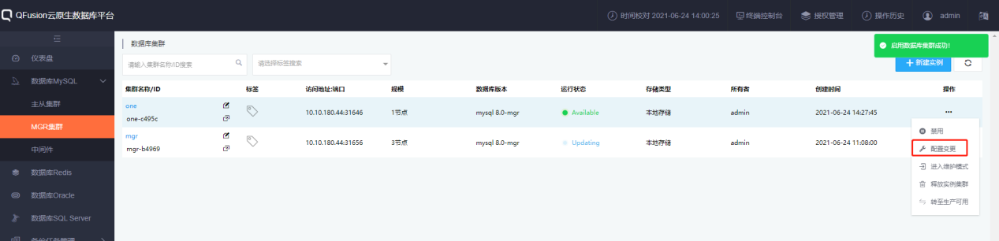 QFusion云原生数据库平台
时间校对 2021-06-24 14:00:25 终端控制台 授权管理 操作历史 admin
仪表盘
数据库MySQL
主从集群
MGR集群
中间件
数据库Redis
数据库Oracle
数据库SQL Server
备份任务管理
数据库集群
启用数据库集群成功!
请输入集群名称/ID搜索 请选择标签搜索 新建实例
集群名称/ID 标签 访问地址:端口 规模 数据库版本 运行状态 存储类型 所有者 创建时间 操作
one
one-c495c 10.10.180.44:31646 1节点 mysql 8.0-mgr Available 本地存储 admin 2021-06-24 14:27:45
mgr
mgr-b4969 10.10.180.44:31656 3节点 mysql 8.0-mgr Updating 本地存储 admin 2021-06-24 11:08:00
禁用
配置变更
进入维护模式
释放实例集群
转至生产可用